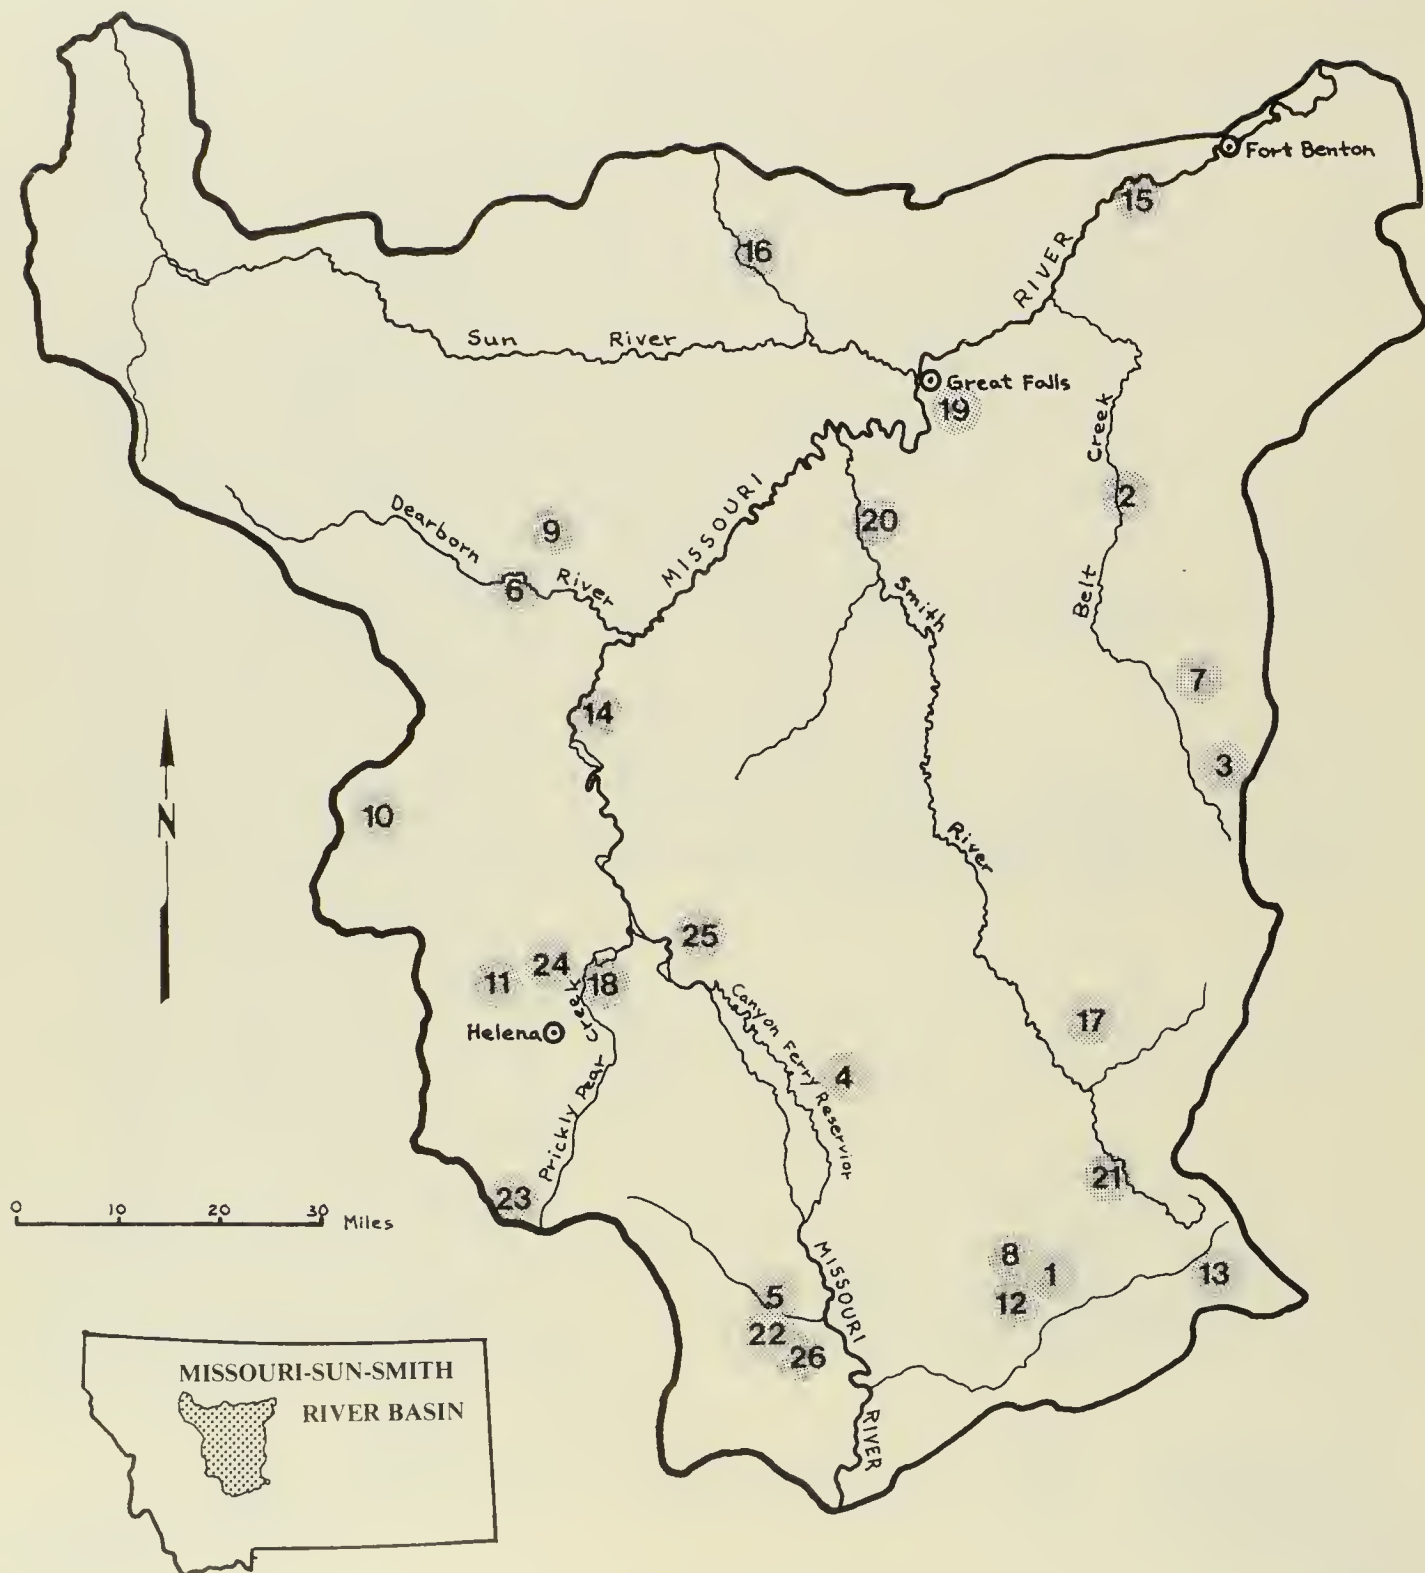 Fort Benton
15
16
RIVER
Sun River
Great Falls
19
Creek
2
MISSOURI
Dearborn
9
20
6
River
Smith
Belt
7
14
3
10
N
River
25
24
11
18
Creek
Canyon Ferry Reservior
17
Helena
4
Prickly Pear
21
23
0 10 20 30 Miles
MISSOURI
8
1
13
5
12
22
26
RIVER
MISSOURI-SUN-SMITH
RIVER BASIN